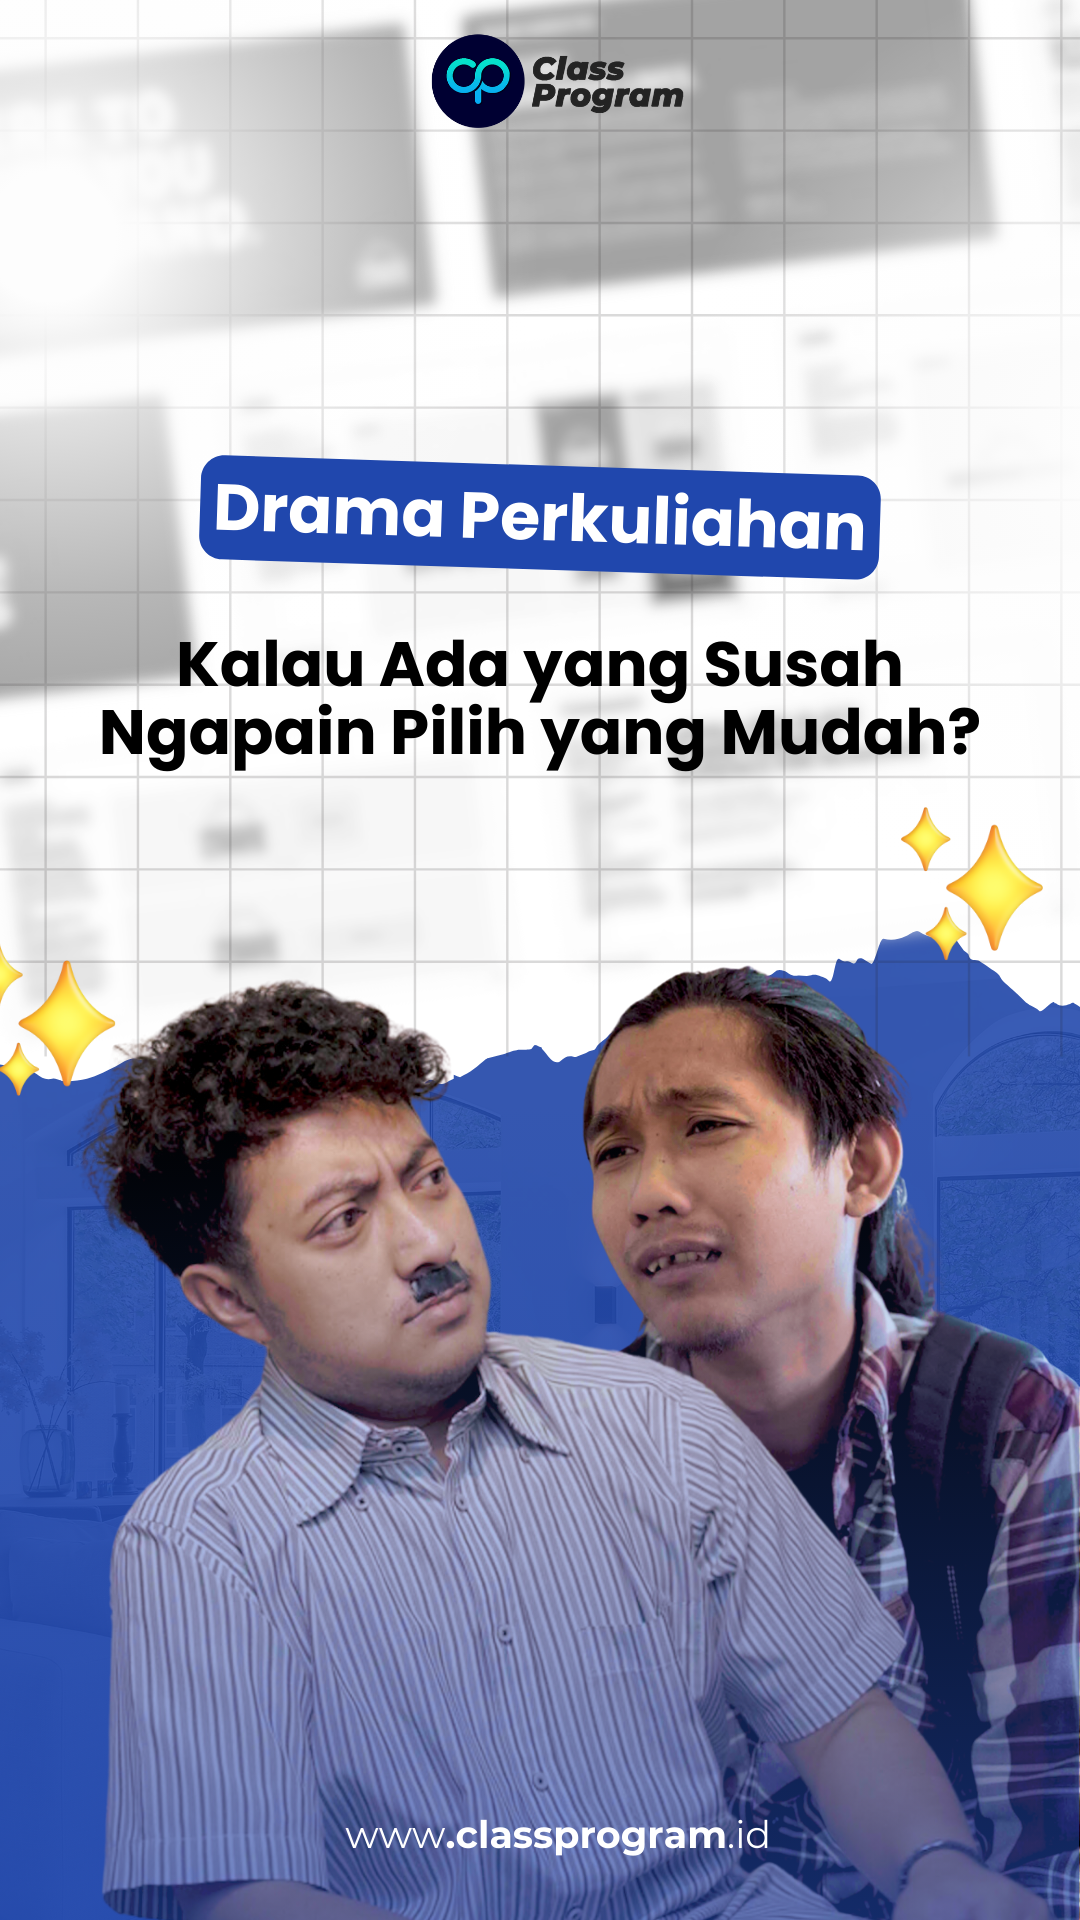 Class
Program
Drama Perkuliahan
Kalau Ada yang Susah
Ngapain Pilih yang Mudah?
www.classprogram.id